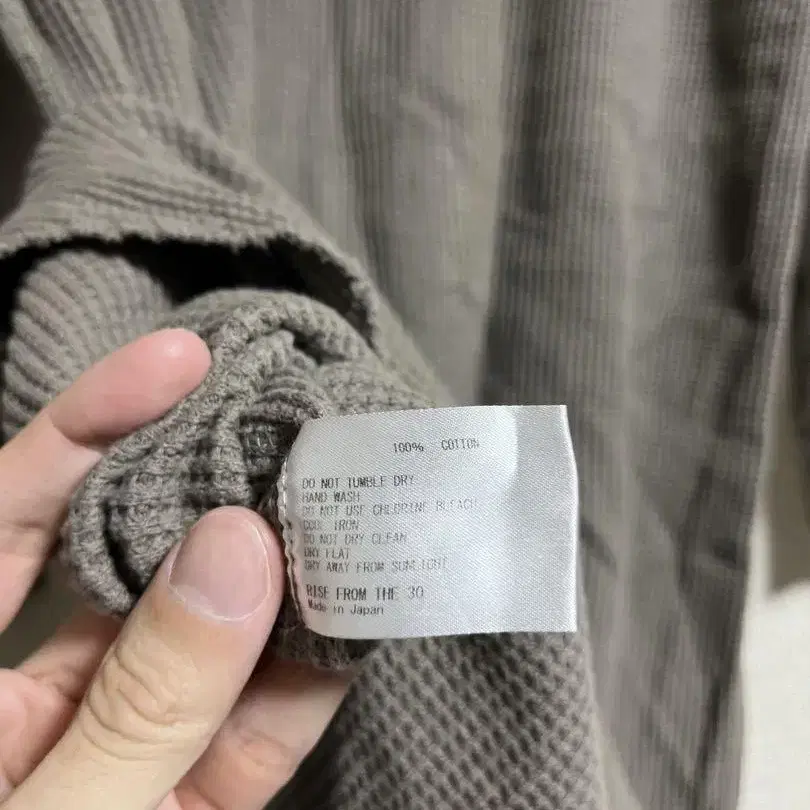 100% COTTON
DO NOT TUMBLE DRY
HAND WASH
DO NOT USE CHLORINE BLEACH
COOL IRON
DO NOT DRY CLEAN
DRY FLAT
DRY AWAY FROM SUNLIGHT
RISE FROM THE 30
Made in Japan